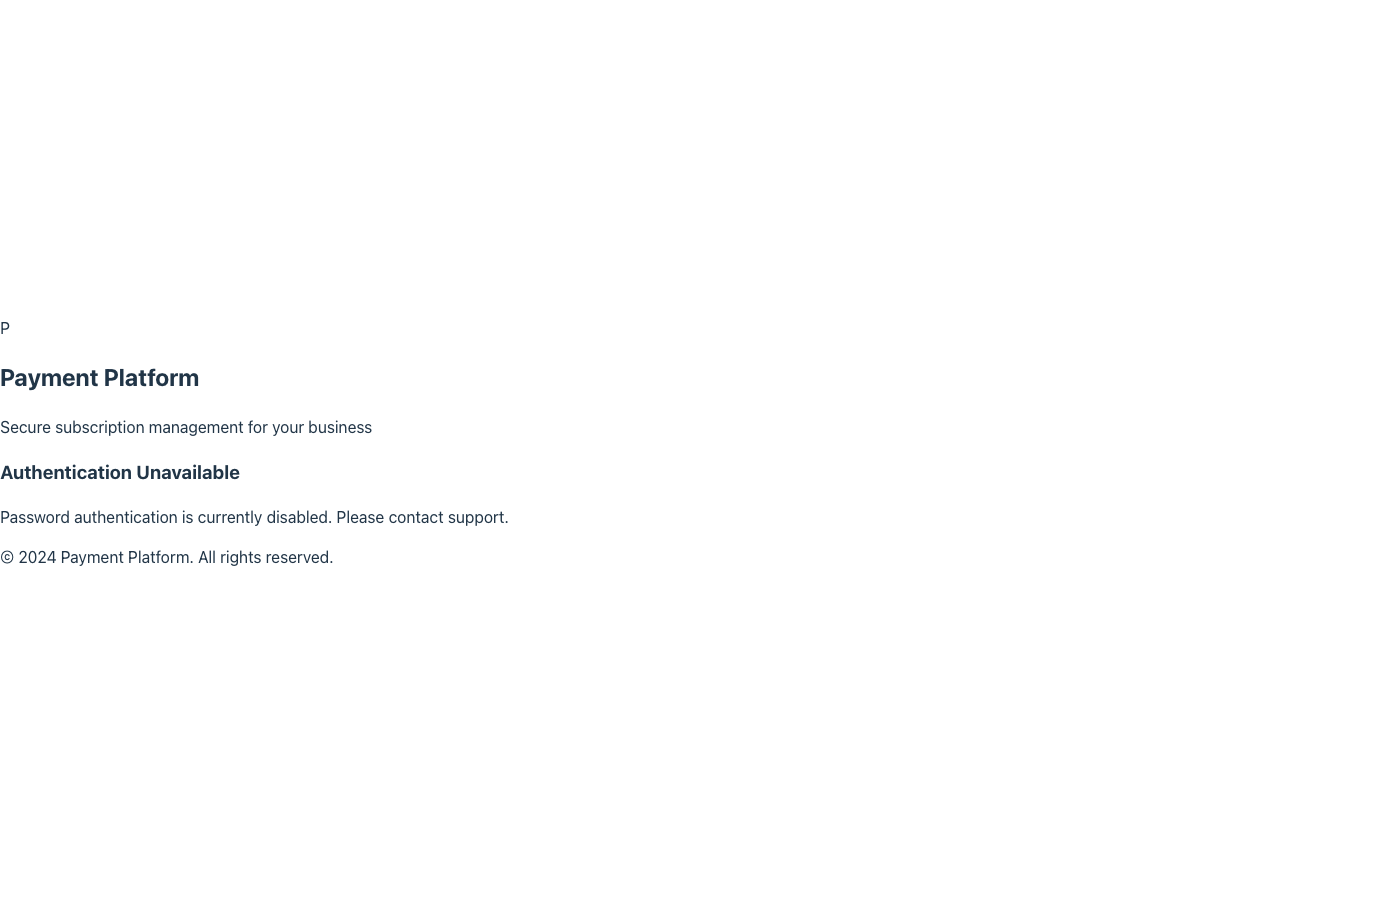 P
Payment Platform
Secure subscription management for your business
Authentication Unavailable
Password authentication is currently disabled. Please contact support.
© 2024 Payment Platform. All rights reserved.